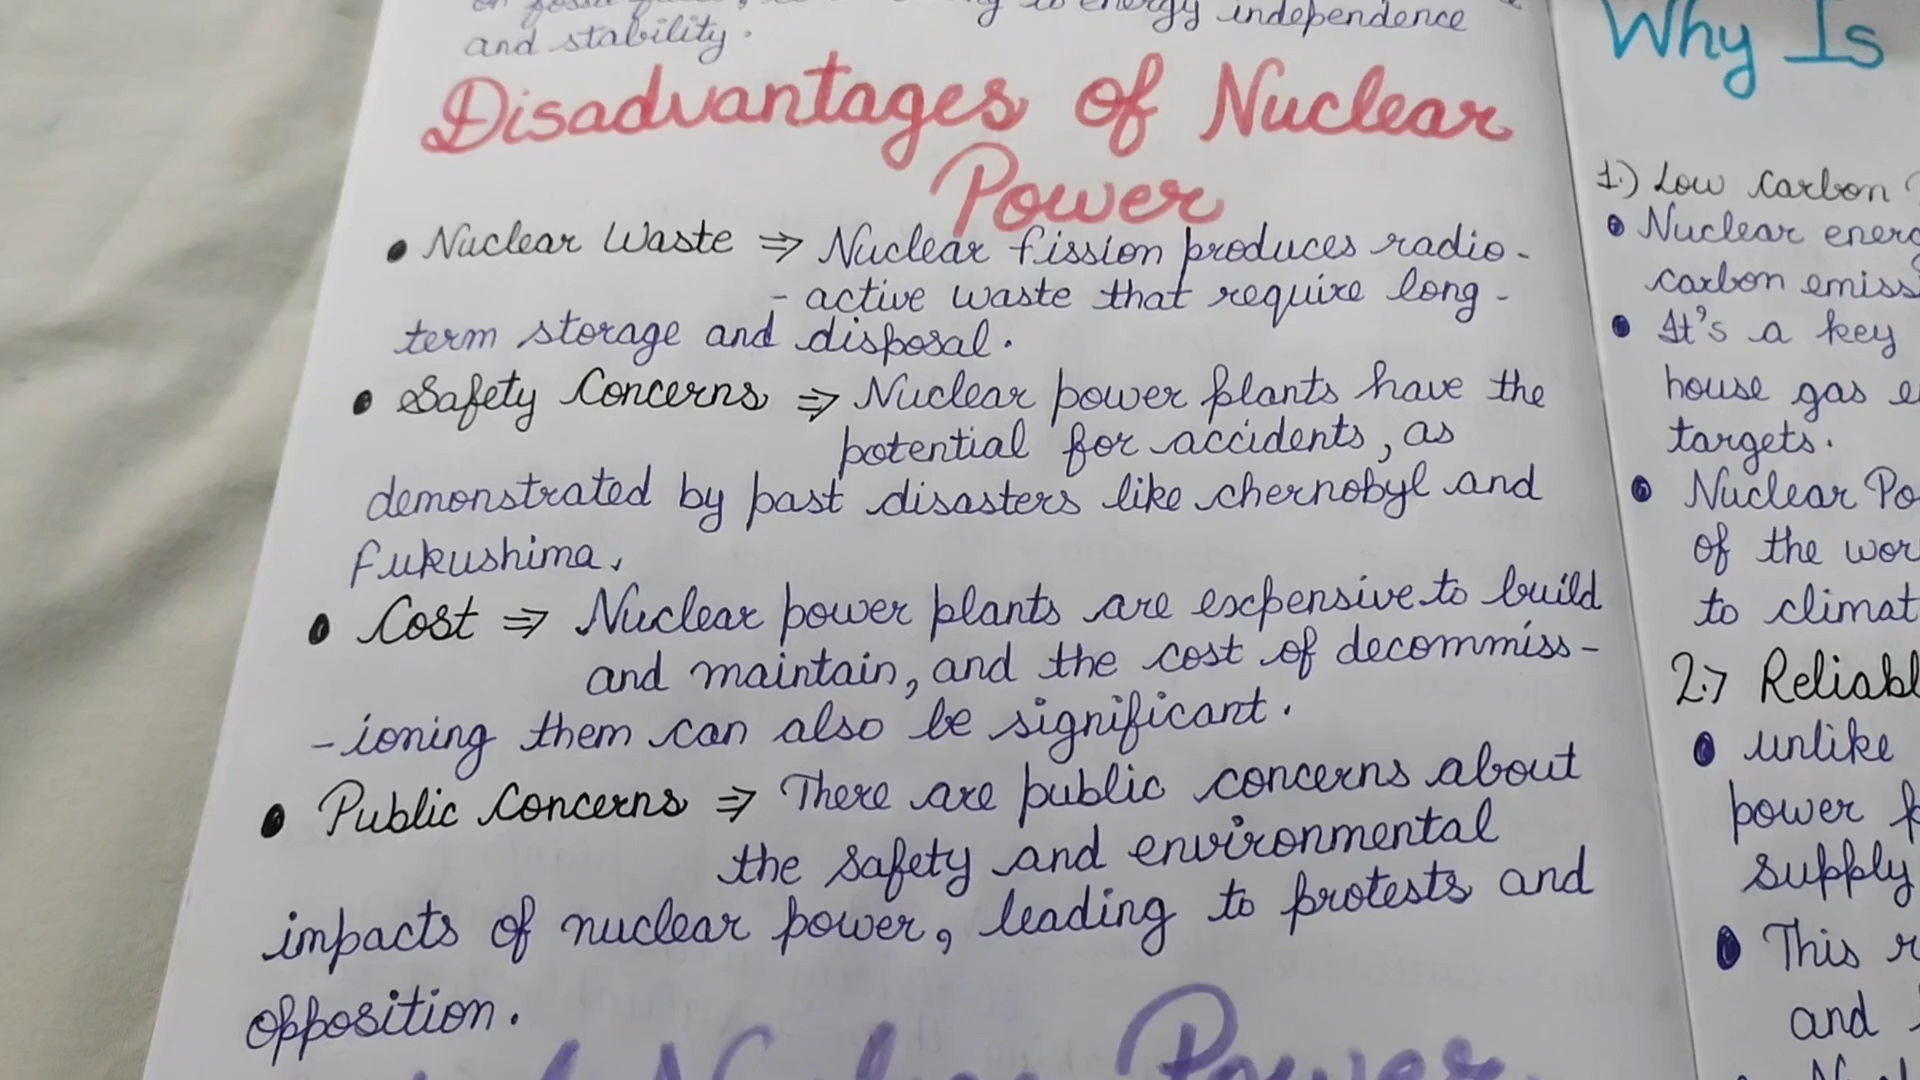 energy independence
and stability.
Disadvantages of Nuclear
Power
• Nuclear Waste ⇒ Nuclear fission produces radio-
- active waste that require long-
term storage and disposal.
• Safety Concerns ⇒ Nuclear power plants have the
potential for accidents, as
demonstrated by past disasters like chernobyl and
fukushima,
• Cost ⇒ Nuclear power plants are expensive to build
and maintain, and the cost of decommiss-
-ioning them can also be significant.
• Public Concerns ⇒ There are public concerns about
the safety and environmental
impacts of nuclear power, leading to protests and
opposition.
Nuclear Power
Why Is
1.) Low Carbon
• Nuclear energ
carbon emiss
• It's a key
house gas e
targets.
• Nuclear Po
of the wor
to climat
2.) Reliabl
• unlike
power p
supply
• This r
and